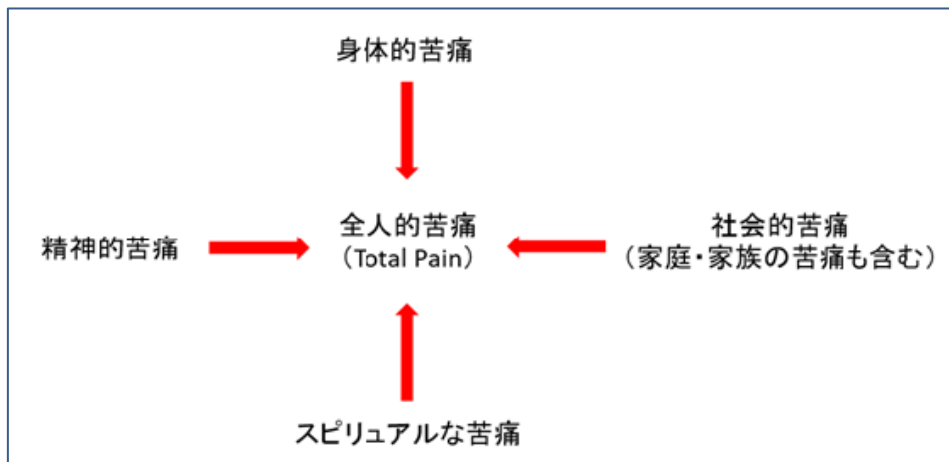 身体的苦痛
精神的苦痛
全人的苦痛
（Total Pain）
社会的苦痛
（家庭・家族の苦痛も含む）
スピリュアルな苦痛